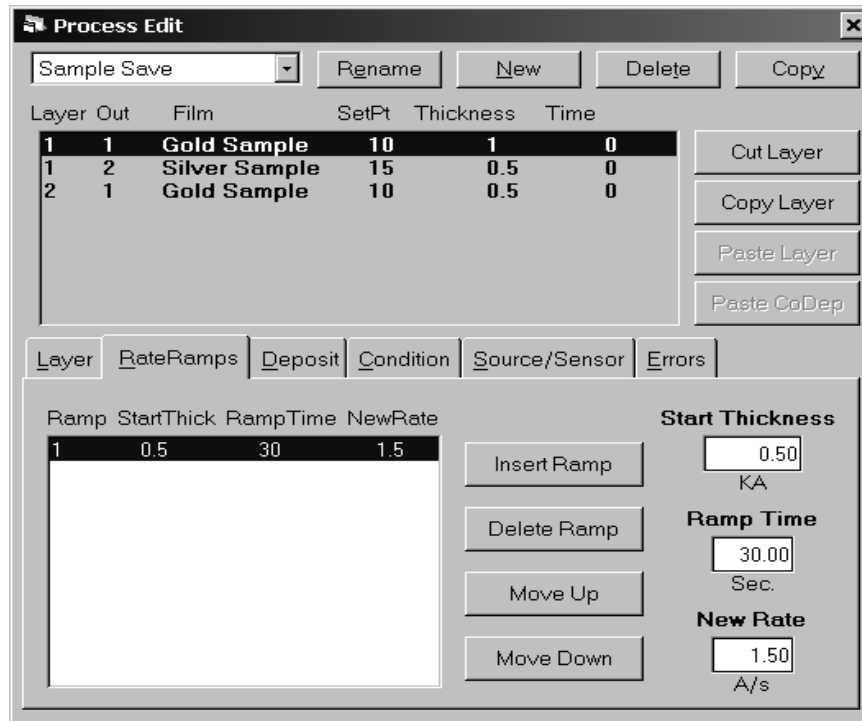 Process Edit
Sample Save Rename New Delete Copy
Layer Out Film SetPt Thickness Time
1 1 Gold Sample 10 1 0
1 2 Silver Sample 15 0.5 0
2 1 Gold Sample 10 0.5 0
Cut Layer
Copy Layer
Paste Layer
Paste CoDep
Layer RateRamps Deposit Condition Source/Sensor Errors
Ramp StartThick RampTime NewRate
1 0.5 30 1.5
Insert Ramp
Delete Ramp
Move Up
Move Down
Start Thickness
0.50
KA
Ramp Time
30.00
Sec.
New Rate
1.50
A/s